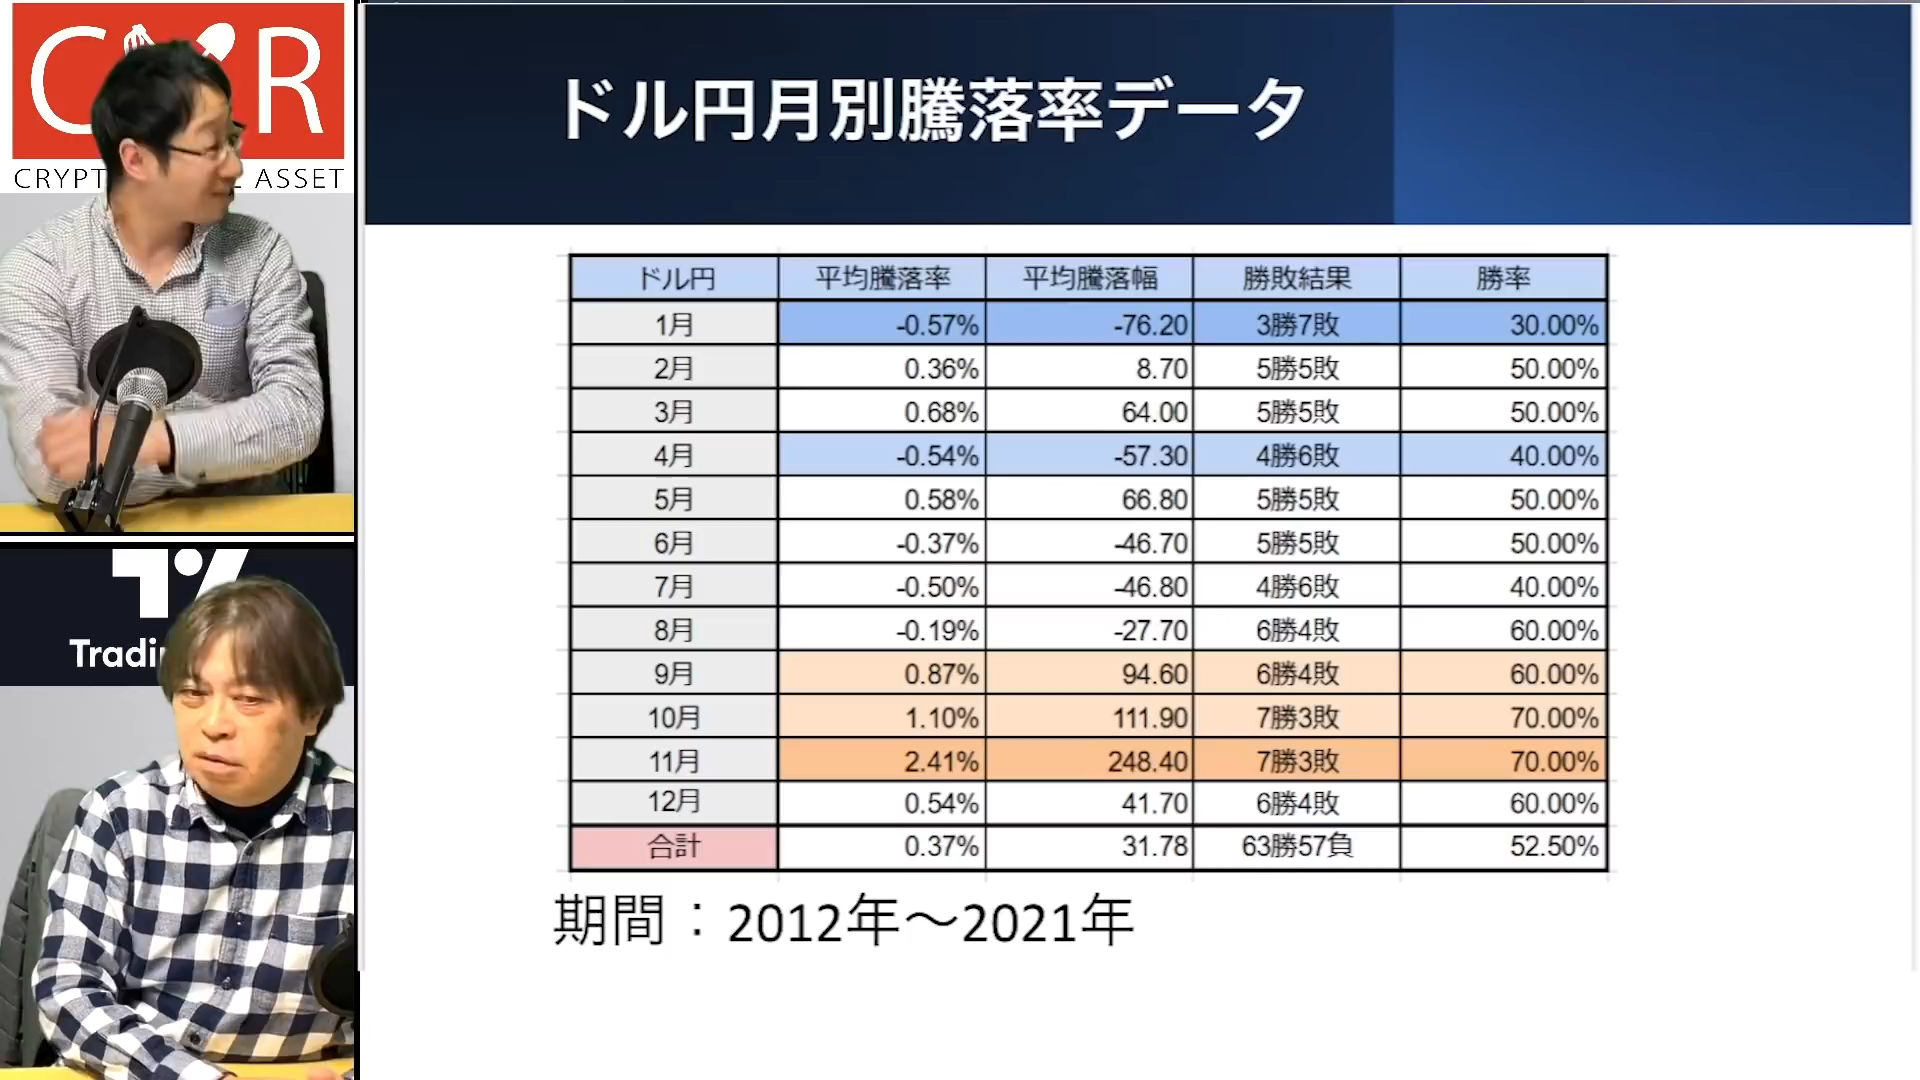 C R
CRYPT ASSET
Tradi
ドル円月別騰落率データ
ドル円 平均騰落率 平均騰落幅 勝敗結果 勝率
1月 -0.57% -76.20 3勝7敗 30.00%
2月 0.36% 8.70 5勝5敗 50.00%
3月 0.68% 64.00 5勝5敗 50.00%
4月 -0.54% -57.30 4勝6敗 40.00%
5月 0.58% 66.80 5勝5敗 50.00%
6月 -0.37% -46.70 5勝5敗 50.00%
7月 -0.50% -46.80 4勝6敗 40.00%
8月 -0.19% -27.70 6勝4敗 60.00%
9月 0.87% 94.60 6勝4敗 60.00%
10月 1.10% 111.90 7勝3敗 70.00%
11月 2.41% 248.40 7勝3敗 70.00%
12月 0.54% 41.70 6勝4敗 60.00%
合計 0.37% 31.78 63勝57負 52.50%
期間：2012年～2021年